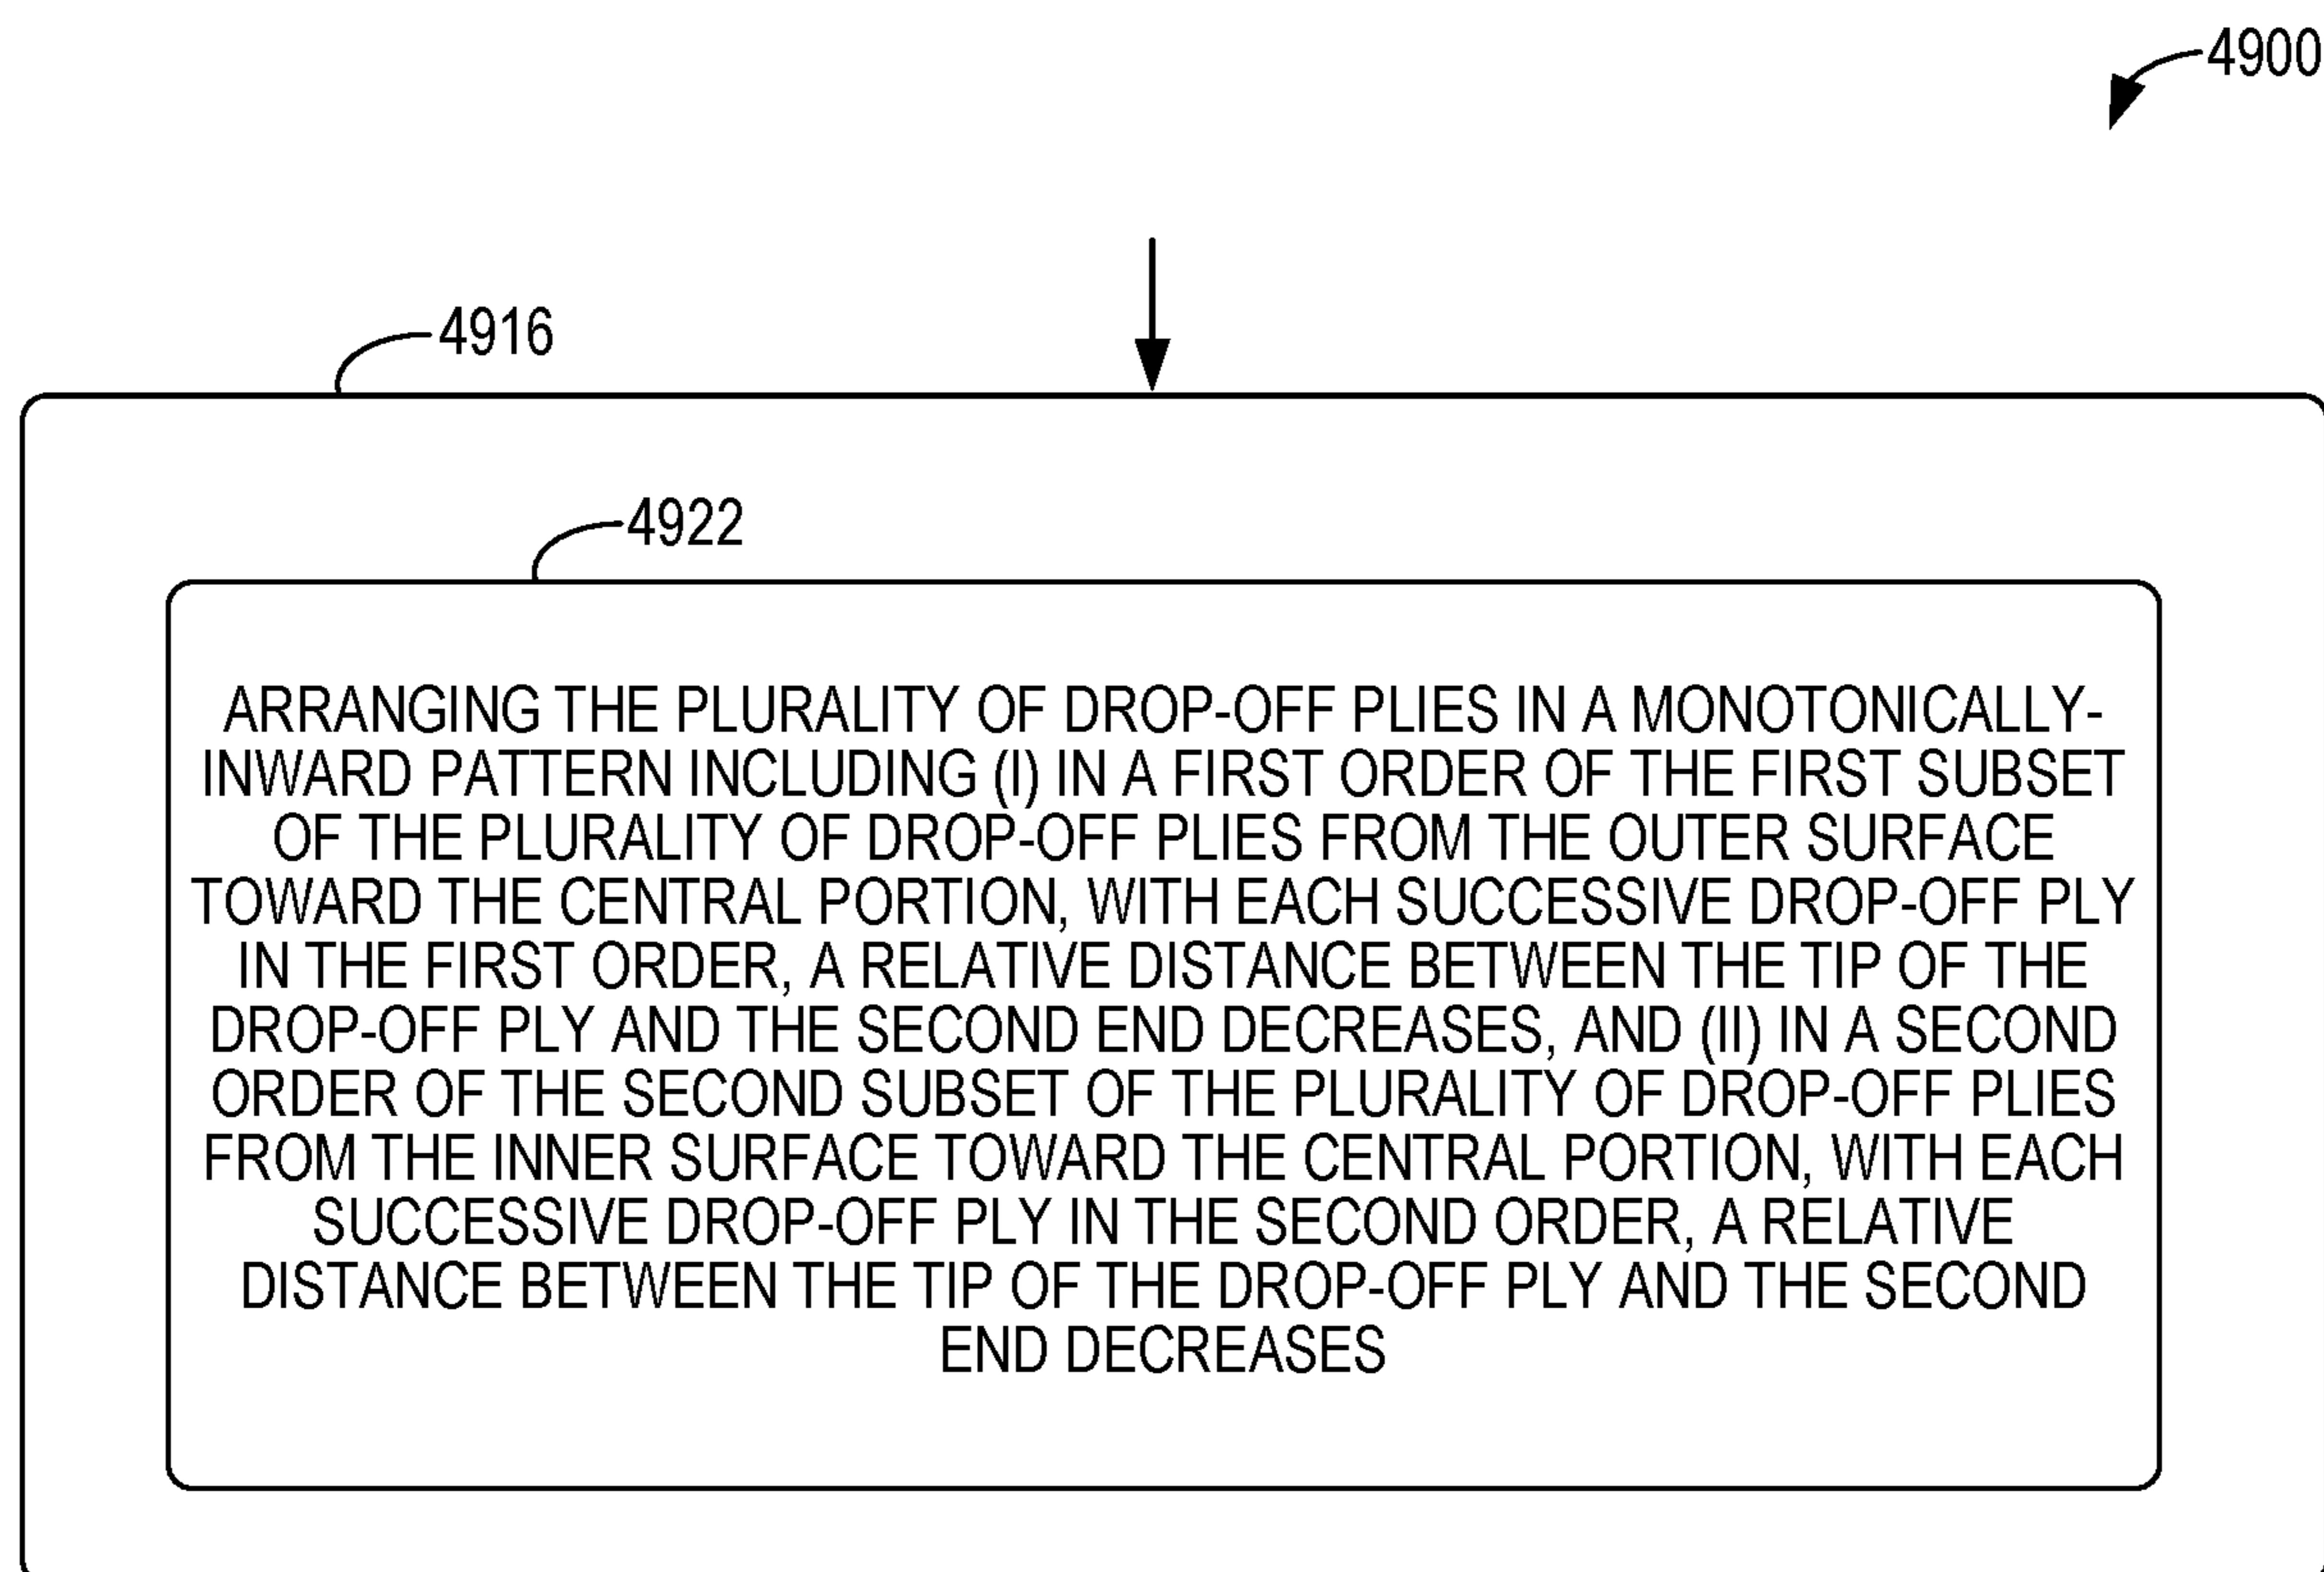 4900
4916
4922
ARRANGING THE PLURALITY OF DROP-OFF PLIES IN A MONOTONICALLY-
INWARD PATTERN INCLUDING (I) IN A FIRST ORDER OF THE FIRST SUBSET
OF THE PLURALITY OF DROP-OFF PLIES FROM THE OUTER SURFACE
TOWARD THE CENTRAL PORTION, WITH EACH SUCCESSIVE DROP-OFF PLY
IN THE FIRST ORDER, A RELATIVE DISTANCE BETWEEN THE TIP OF THE
DROP-OFF PLY AND THE SECOND END DECREASES, AND (II) IN A SECOND
ORDER OF THE SECOND SUBSET OF THE PLURALITY OF DROP-OFF PLIES
FROM THE INNER SURFACE TOWARD THE CENTRAL PORTION, WITH EACH
SUCCESSIVE DROP-OFF PLY IN THE SECOND ORDER, A RELATIVE
DISTANCE BETWEEN THE TIP OF THE DROP-OFF PLY AND THE SECOND
END DECREASES